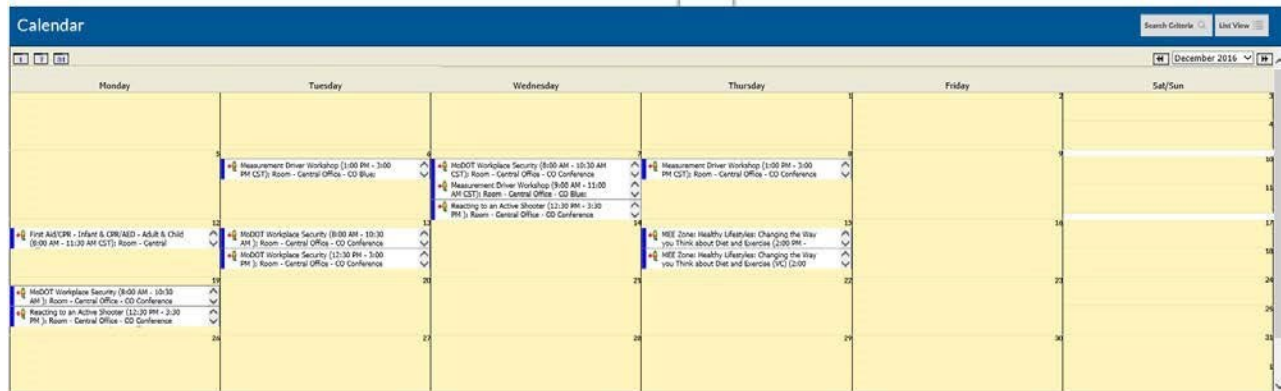 Calendar
Search Criteria
List View
1 7 31
December 2016
Monday Tuesday Wednesday Thursday Friday Sat/Sun
1 2 3
4
5 6 7 8 9 10
Measurement Driver Workshop (1:00 PM - 3:00
PM CST): Room - Central Office - CO Blue:
MoDOT Workplace Security (8:00 AM - 10:30 AM
CST): Room - Central Office - CO Conference
Measurement Driver Workshop (9:00 AM - 11:00
AM CST): Room - Central Office - CO Blue:
Reacting to an Active Shooter (12:30 PM - 3:30
PM ): Room - Central Office - CO Conference
Measurement Driver Workshop (1:00 PM - 3:00
PM CST): Room - Central Office - CO Conference
11
12 13 14 15 16 17
First Aid/CPR - Infant & CPR/AED - Adult & Child
(8:00 AM - 11:30 AM CST): Room - Central
MoDOT Workplace Security (8:00 AM - 10:30
AM ): Room - Central Office - CO Conference
MoDOT Workplace Security (12:30 PM - 3:00
PM ): Room - Central Office - CO Conference
MEE Zone: Healthy Lifestyles: Changing the Way
you Think about Diet and Exercise (2:00 PM -
MEE Zone: Healthy Lifestyles: Changing the Way
you Think about Diet and Exercise (VC) (2:00
18
19 20 21 22 23 24
MoDOT Workplace Security (8:00 AM - 10:30
AM ): Room - Central Office - CO Conference
Reacting to an Active Shooter (12:30 PM - 3:30
PM ): Room - Central Office - CO Conference
25
26 27 28 29 30 31
1